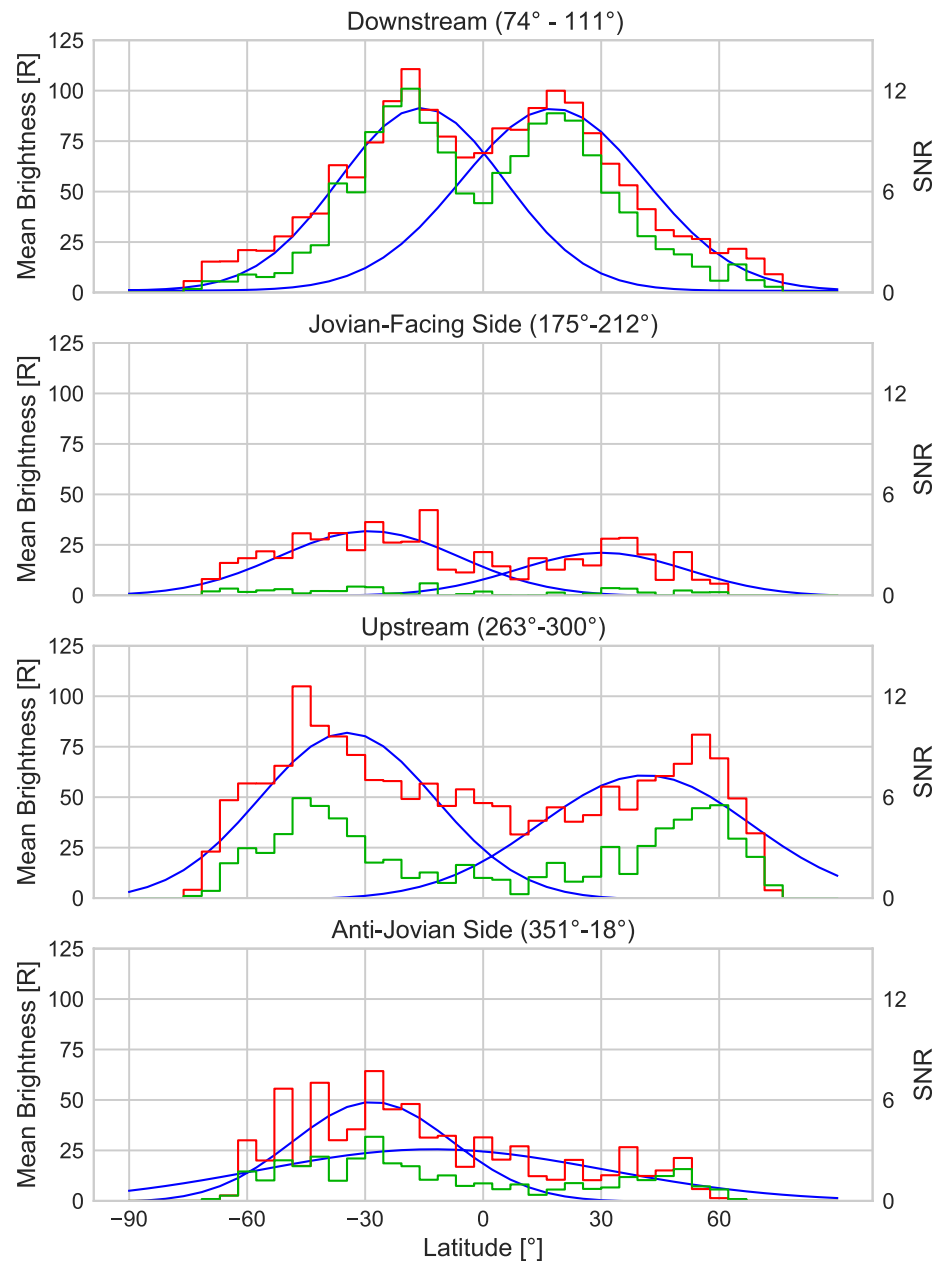 Downstream (74° - 111°)
Mean Brightness [R]
125
100
75
50
25
0
12
6
0
SNR
Jovian-Facing Side (175°-212°)
Mean Brightness [R]
125
100
75
50
25
0
12
6
0
SNR
Upstream (263°-300°)
Mean Brightness [R]
125
100
75
50
25
0
12
6
0
SNR
Anti-Jovian Side (351°-18°)
Mean Brightness [R]
125
100
75
50
25
0
12
6
0
SNR
−90 −60 −30 0 30 60
Latitude [°]